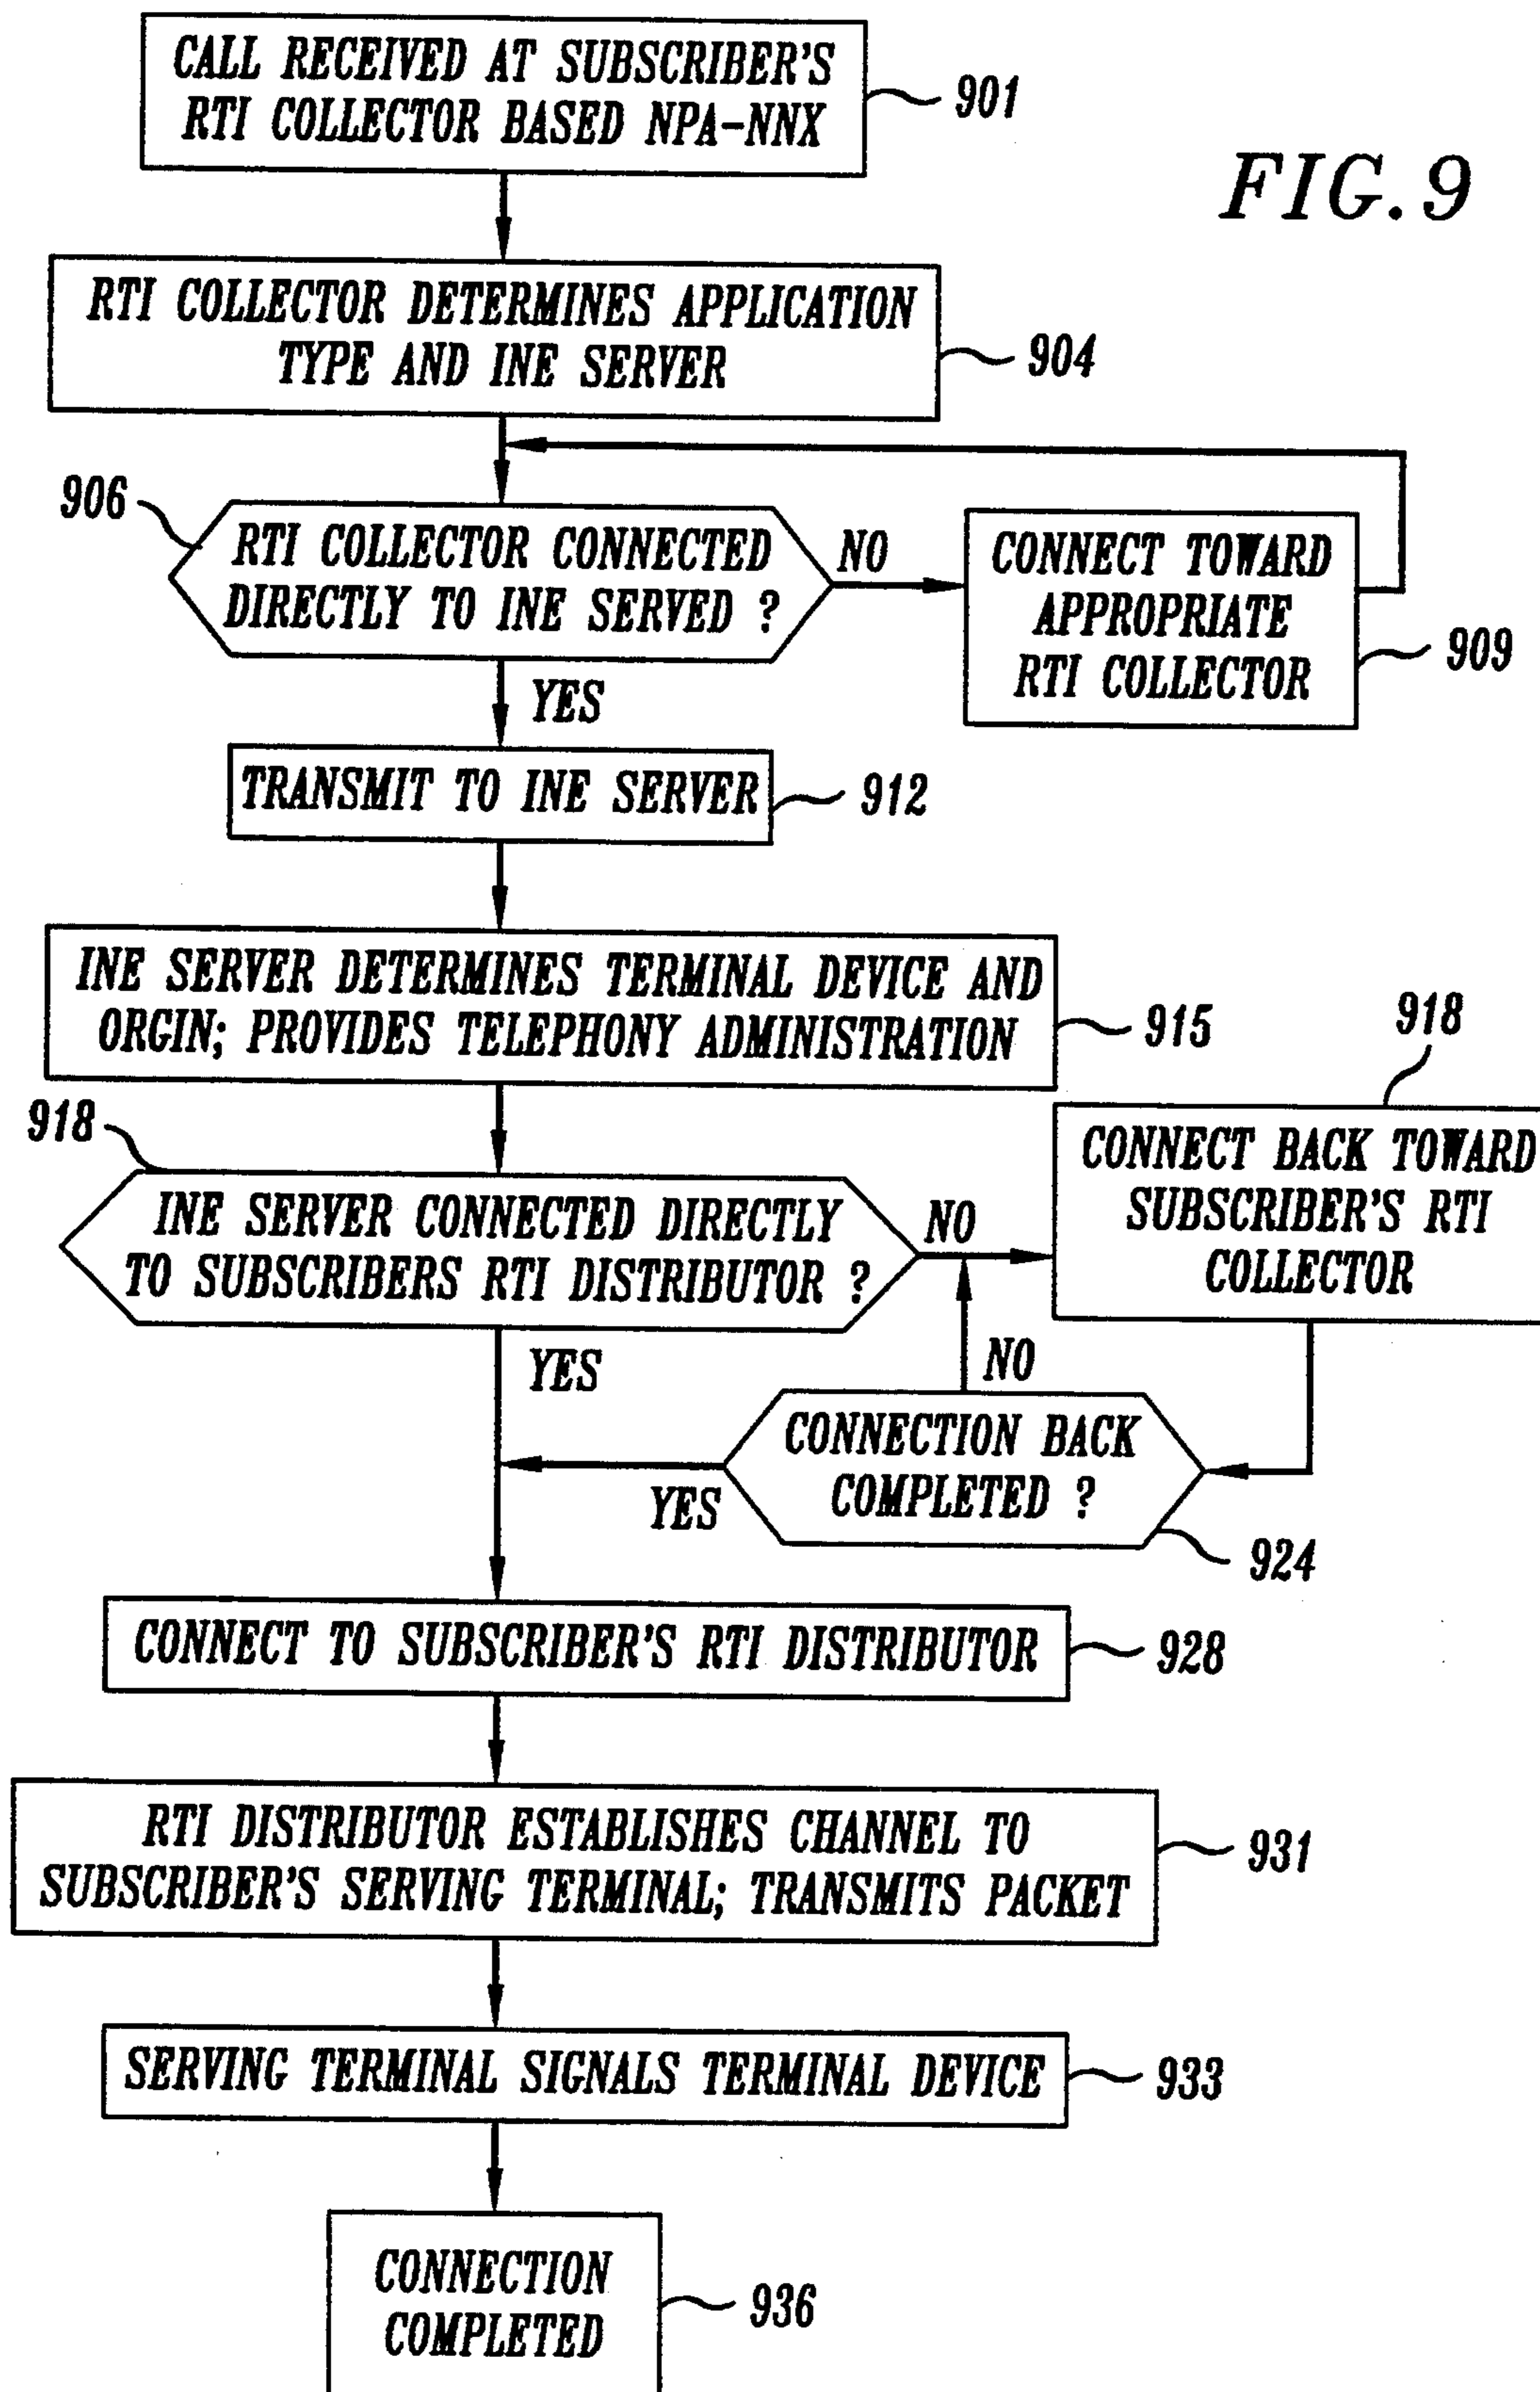 CALL RECEIVED AT SUBSCRIBER'S
RTI COLLECTOR BASED NPA-NNX
901
FIG. 9
RTI COLLECTOR DETERMINES APPLICATION
TYPE AND INE SERVER
904
906
RTI COLLECTOR CONNECTED
DIRECTLY TO INE SERVED ?
NO
CONNECT TOWARD
APPROPRIATE
RTI COLLECTOR
909
YES
TRANSMIT TO INE SERVER
912
INE SERVER DETERMINES TERMINAL DEVICE AND
ORGIN; PROVIDES TELEPHONY ADMINISTRATION
915
918
918
INE SERVER CONNECTED DIRECTLY
TO SUBSCRIBERS RTI DISTRIBUTOR ?
NO
CONNECT BACK TOWARD
SUBSCRIBER'S RTI
COLLECTOR
YES
NO
CONNECTION BACK
COMPLETED ?
YES
924
CONNECT TO SUBSCRIBER'S RTI DISTRIBUTOR
928
RTI DISTRIBUTOR ESTABLISHES CHANNEL TO
SUBSCRIBER'S SERVING TERMINAL; TRANSMITS PACKET
931
SERVING TERMINAL SIGNALS TERMINAL DEVICE
933
CONNECTION
COMPLETED
936